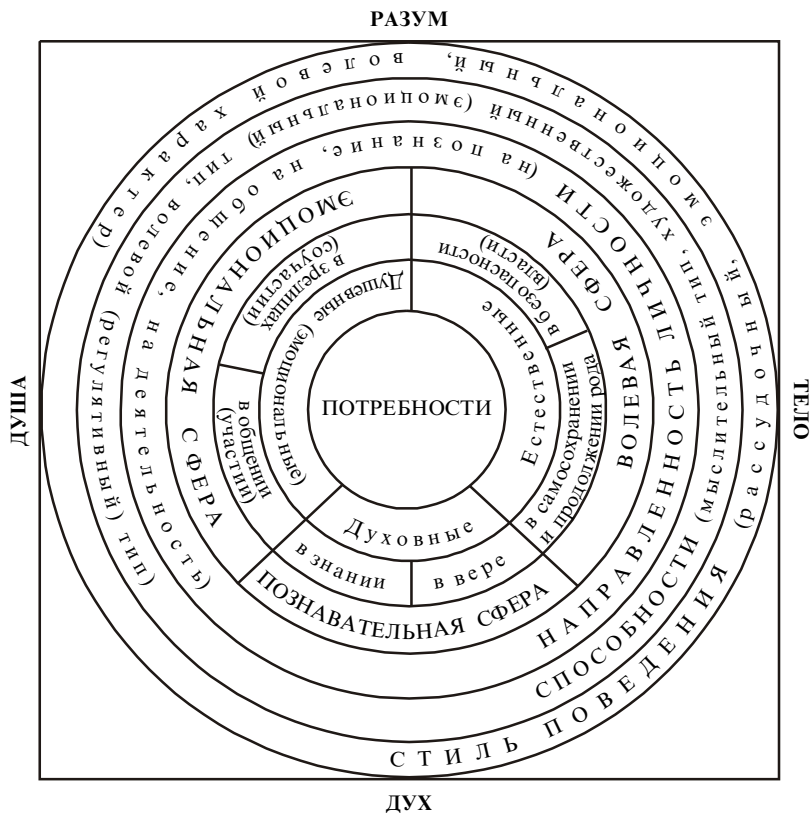 РАЗУМ
ДУША
ТЕЛО
ДУХ
СТИЛЬ ПОВЕДЕНИЯ (рассудочный, эмоциональный, волевой характер)
СПОСОБНОСТИ (мыслительный тип, художественный (эмоциональный) тип, волевой (регулятивный) тип)
НАПРАВЛЕННОСТЬ ЛИЧНОСТИ (на познание, на общение, на деятельность)
ЭМОЦИОНАЛЬНАЯ СФЕРА
ВОЛЕВАЯ СФЕРА
ПОЗНАВАТЕЛЬНАЯ СФЕРА
в зрелищах
(соучастии)
в общении
(участии)
в безопасности
(власти)
в самосохранении
и продолжении рода
в знании
в вере
Душевные (эмоциональные)
Естественные
Духовные
ПОТРЕБНОСТИ